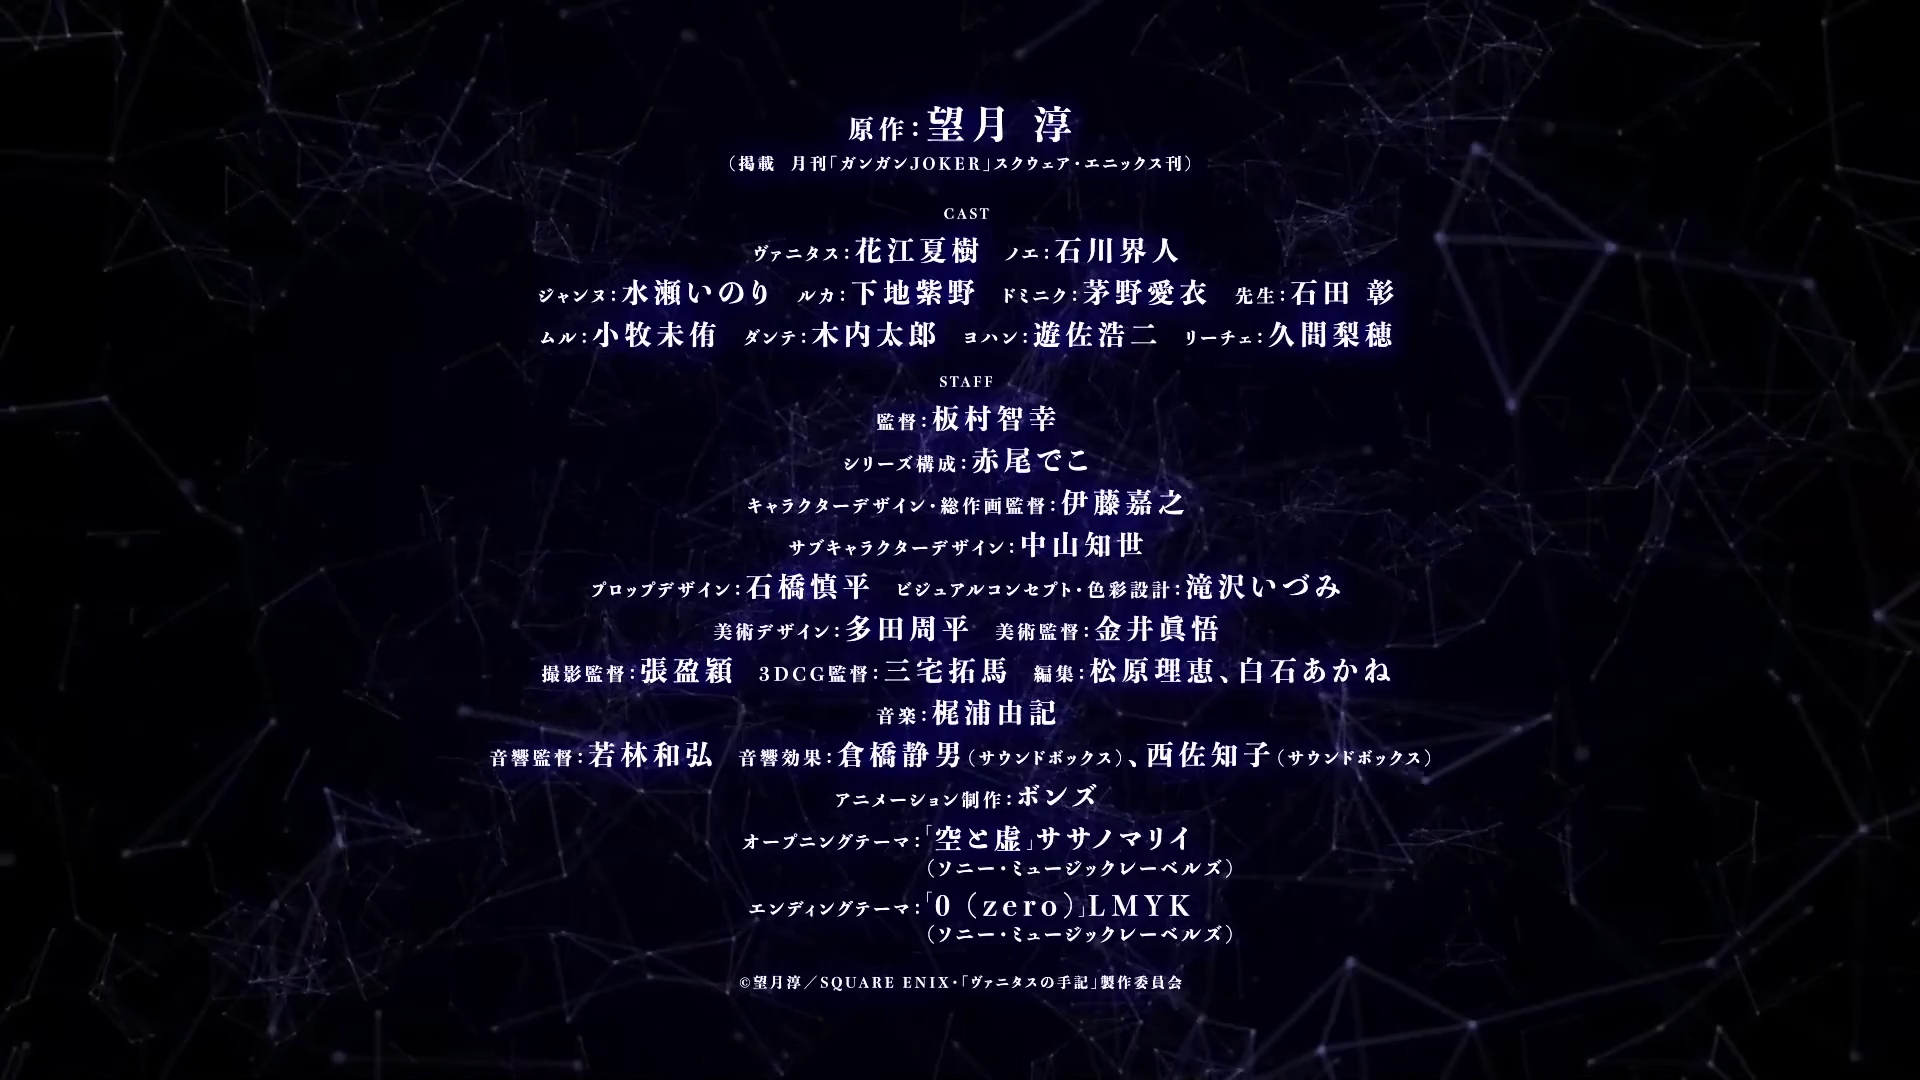 原作：望月 淳
（掲載　月刊「ガンガンJOKER」スクウェア・エニックス刊）
CAST
ヴァニタス：花江夏樹　ノエ：石川界人
ジャンヌ：水瀬いのり　ルカ：下地紫野　ドミニク：茅野愛衣　先生：石田 彰
ムル：小牧未侑　ダンテ：木内太郎　ヨハン：遊佐浩二　リーチェ：久間梨穂
STAFF
監督：板村智幸
シリーズ構成：赤尾でこ
キャラクターデザイン・総作画監督：伊藤嘉之
サブキャラクターデザイン：中山知世
プロップデザイン：石橋慎平　ビジュアルコンセプト・色彩設計：滝沢いづみ
美術デザイン：多田周平　美術監督：金井眞悟
撮影監督：張盈穎　3DCG監督：三宅拓馬　編集：松原理恵、白石あかね
音楽：梶浦由記
音響監督：若林和弘　音響効果：倉橋静男（サウンドボックス）、西佐知子（サウンドボックス）
アニメーション制作：ボンズ
オープニングテーマ：「空と虚」ササノマリイ
（ソニー・ミュージックレーベルズ）
エンディングテーマ：「0（zero）」LMYK
（ソニー・ミュージックレーベルズ）
©望月淳／SQUARE ENIX・「ヴァニタスの手記」製作委員会